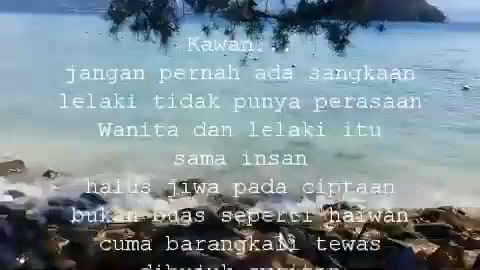 Kawan...
jangan pernah ada sangkaan
lelaki tidak punya perasaan
Wanita dan lelaki itu
sama insan
halus jiwa pada ciptaan
bukan buas seperti haiwan
cuma barangkali tewas